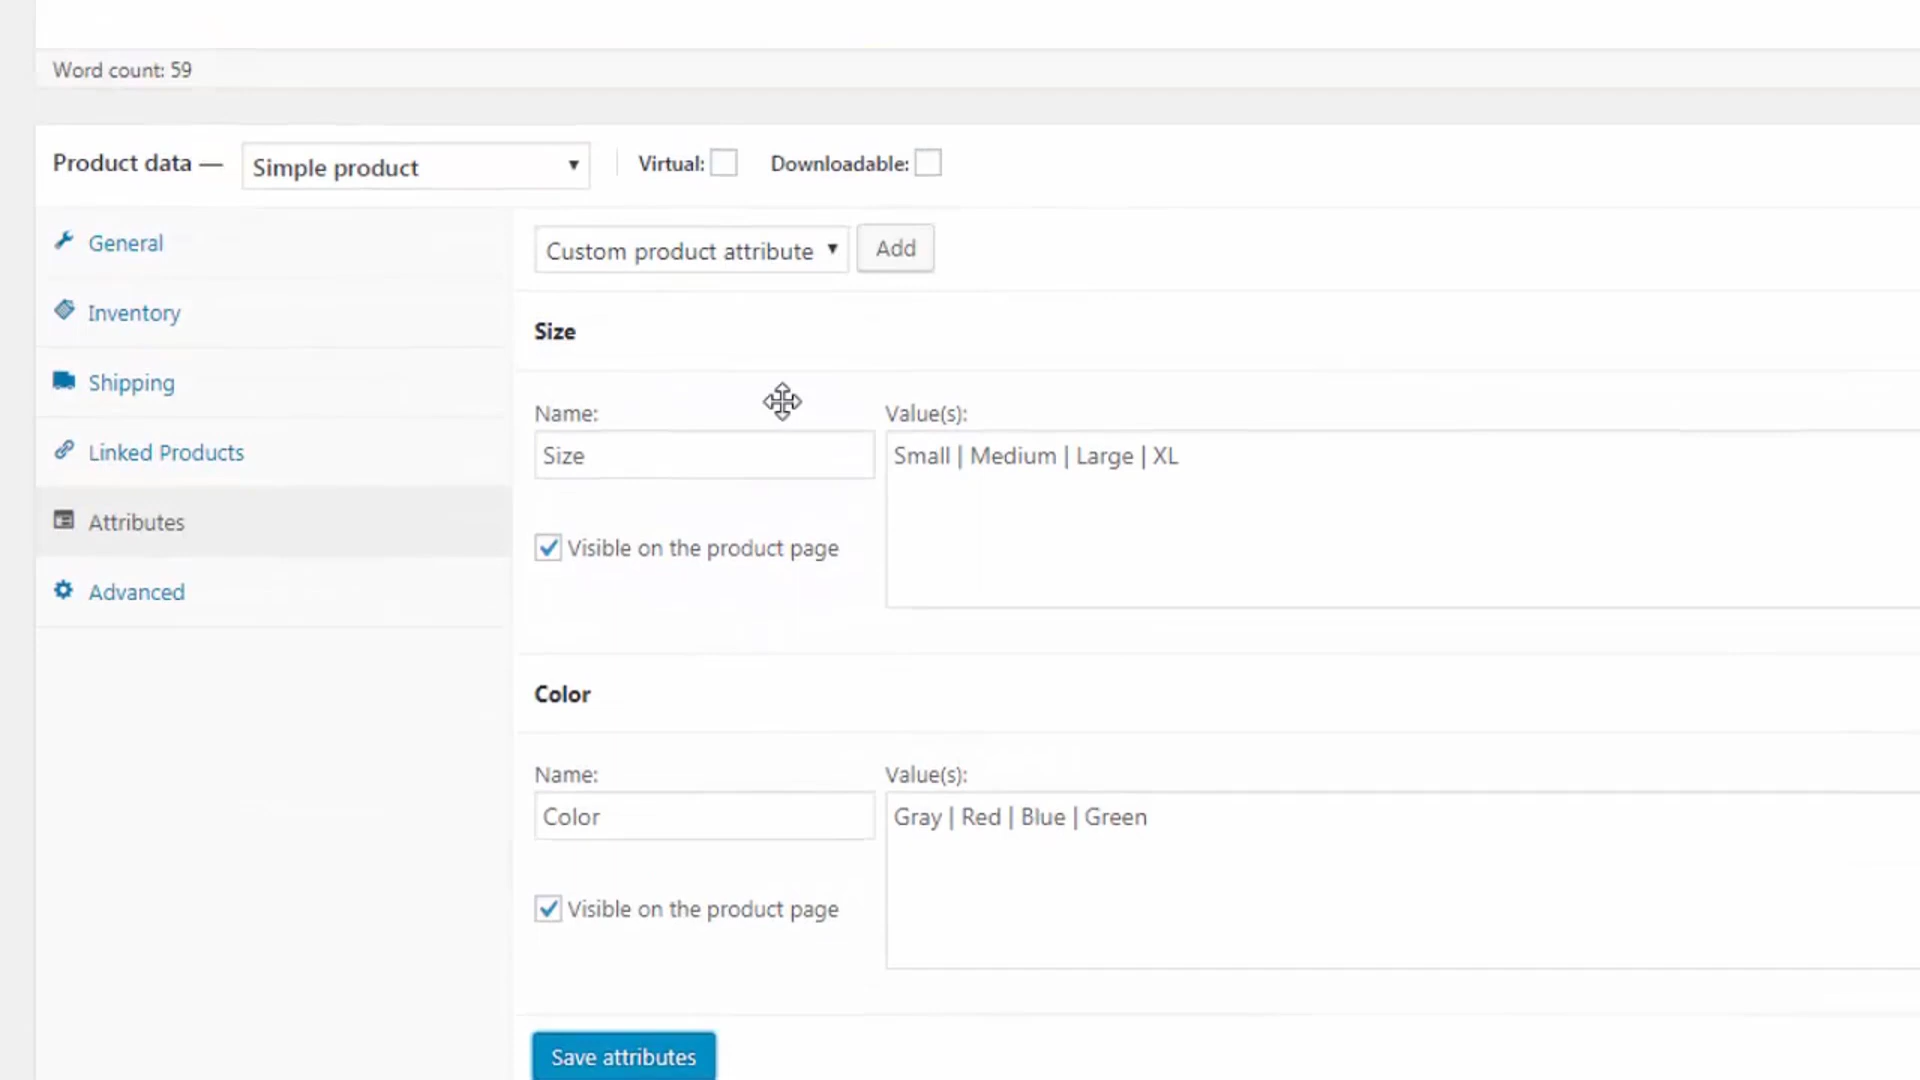 Word count: 59
Product data — Simple product Virtual: Downloadable:
General
Inventory
Shipping
Linked Products
Attributes
Advanced
Custom product attribute Add
Size
Name: Value(s):
Size Small | Medium | Large | XL
Visible on the product page
Color
Name: Value(s):
Color Gray | Red | Blue | Green
Visible on the product page
Save attributes